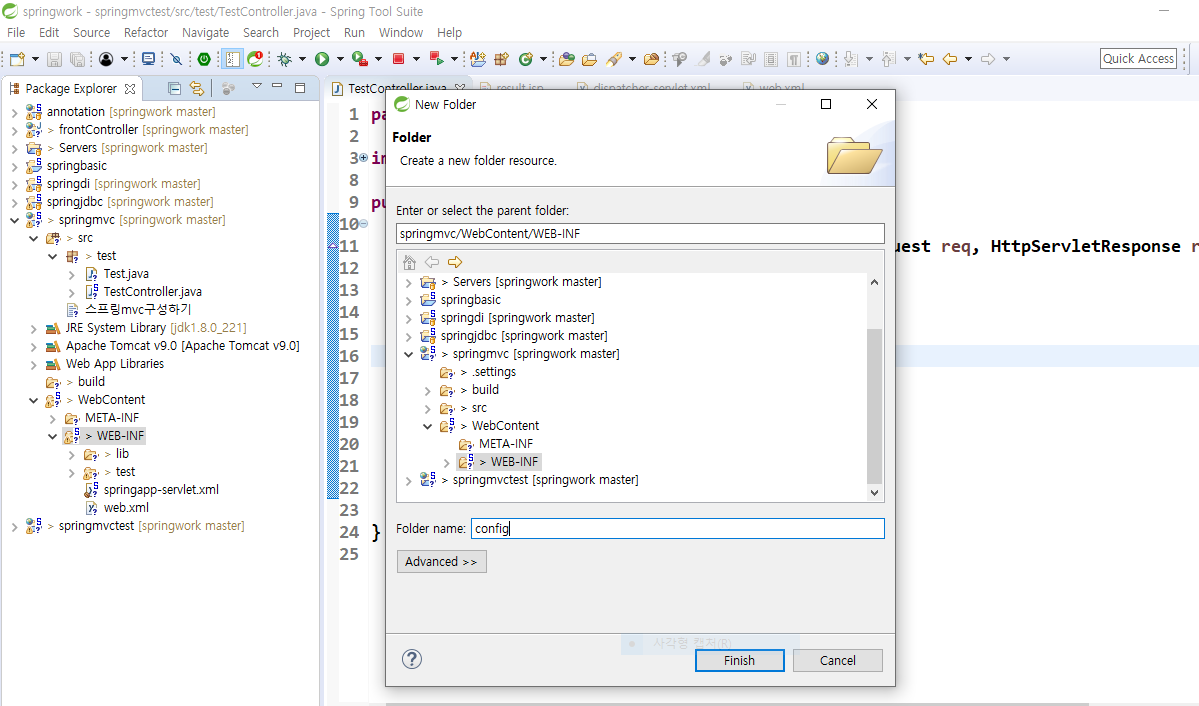 springwork - springmvctest/src/test/TestController.java - Spring Tool Suite
File Edit Source Refactor Navigate Search Project Run Window Help
Quick Access
Package Explorer
annotation [springwork master]
> frontController [springwork master]
> Servers [springwork master]
springbasic
springdi [springwork master]
springjdbc [springwork master]
> springmvc [springwork master]
> src
> test
Test.java
TestController.java
스프링mvc구성하기
JRE System Library [jdk1.8.0_221]
Apache Tomcat v9.0 [Apache Tomcat v9.0]
Web App Libraries
> build
> WebContent
META-INF
> WEB-INF
> lib
> test
springapp-servlet.xml
web.xml
> springmvctest [springwork master]
TestController.java result.jsp dispatcher-servlet.xml web.xml
1
2
3
8
9
10
11 uest req, HttpServletResponse
12
13
14
15
16
17
18
19
20
21
22
23
24 }
25
New Folder
Folder
Create a new folder resource.
Enter or select the parent folder:
springmvc/WebContent/WEB-INF
> Servers [springwork master]
springbasic
springdi [springwork master]
springjdbc [springwork master]
> springmvc [springwork master]
> .settings
> build
> src
> WebContent
META-INF
> WEB-INF
> springmvctest [springwork master]
Folder name: config
Advanced >>
사각형 캡처(R)
Finish Cancel